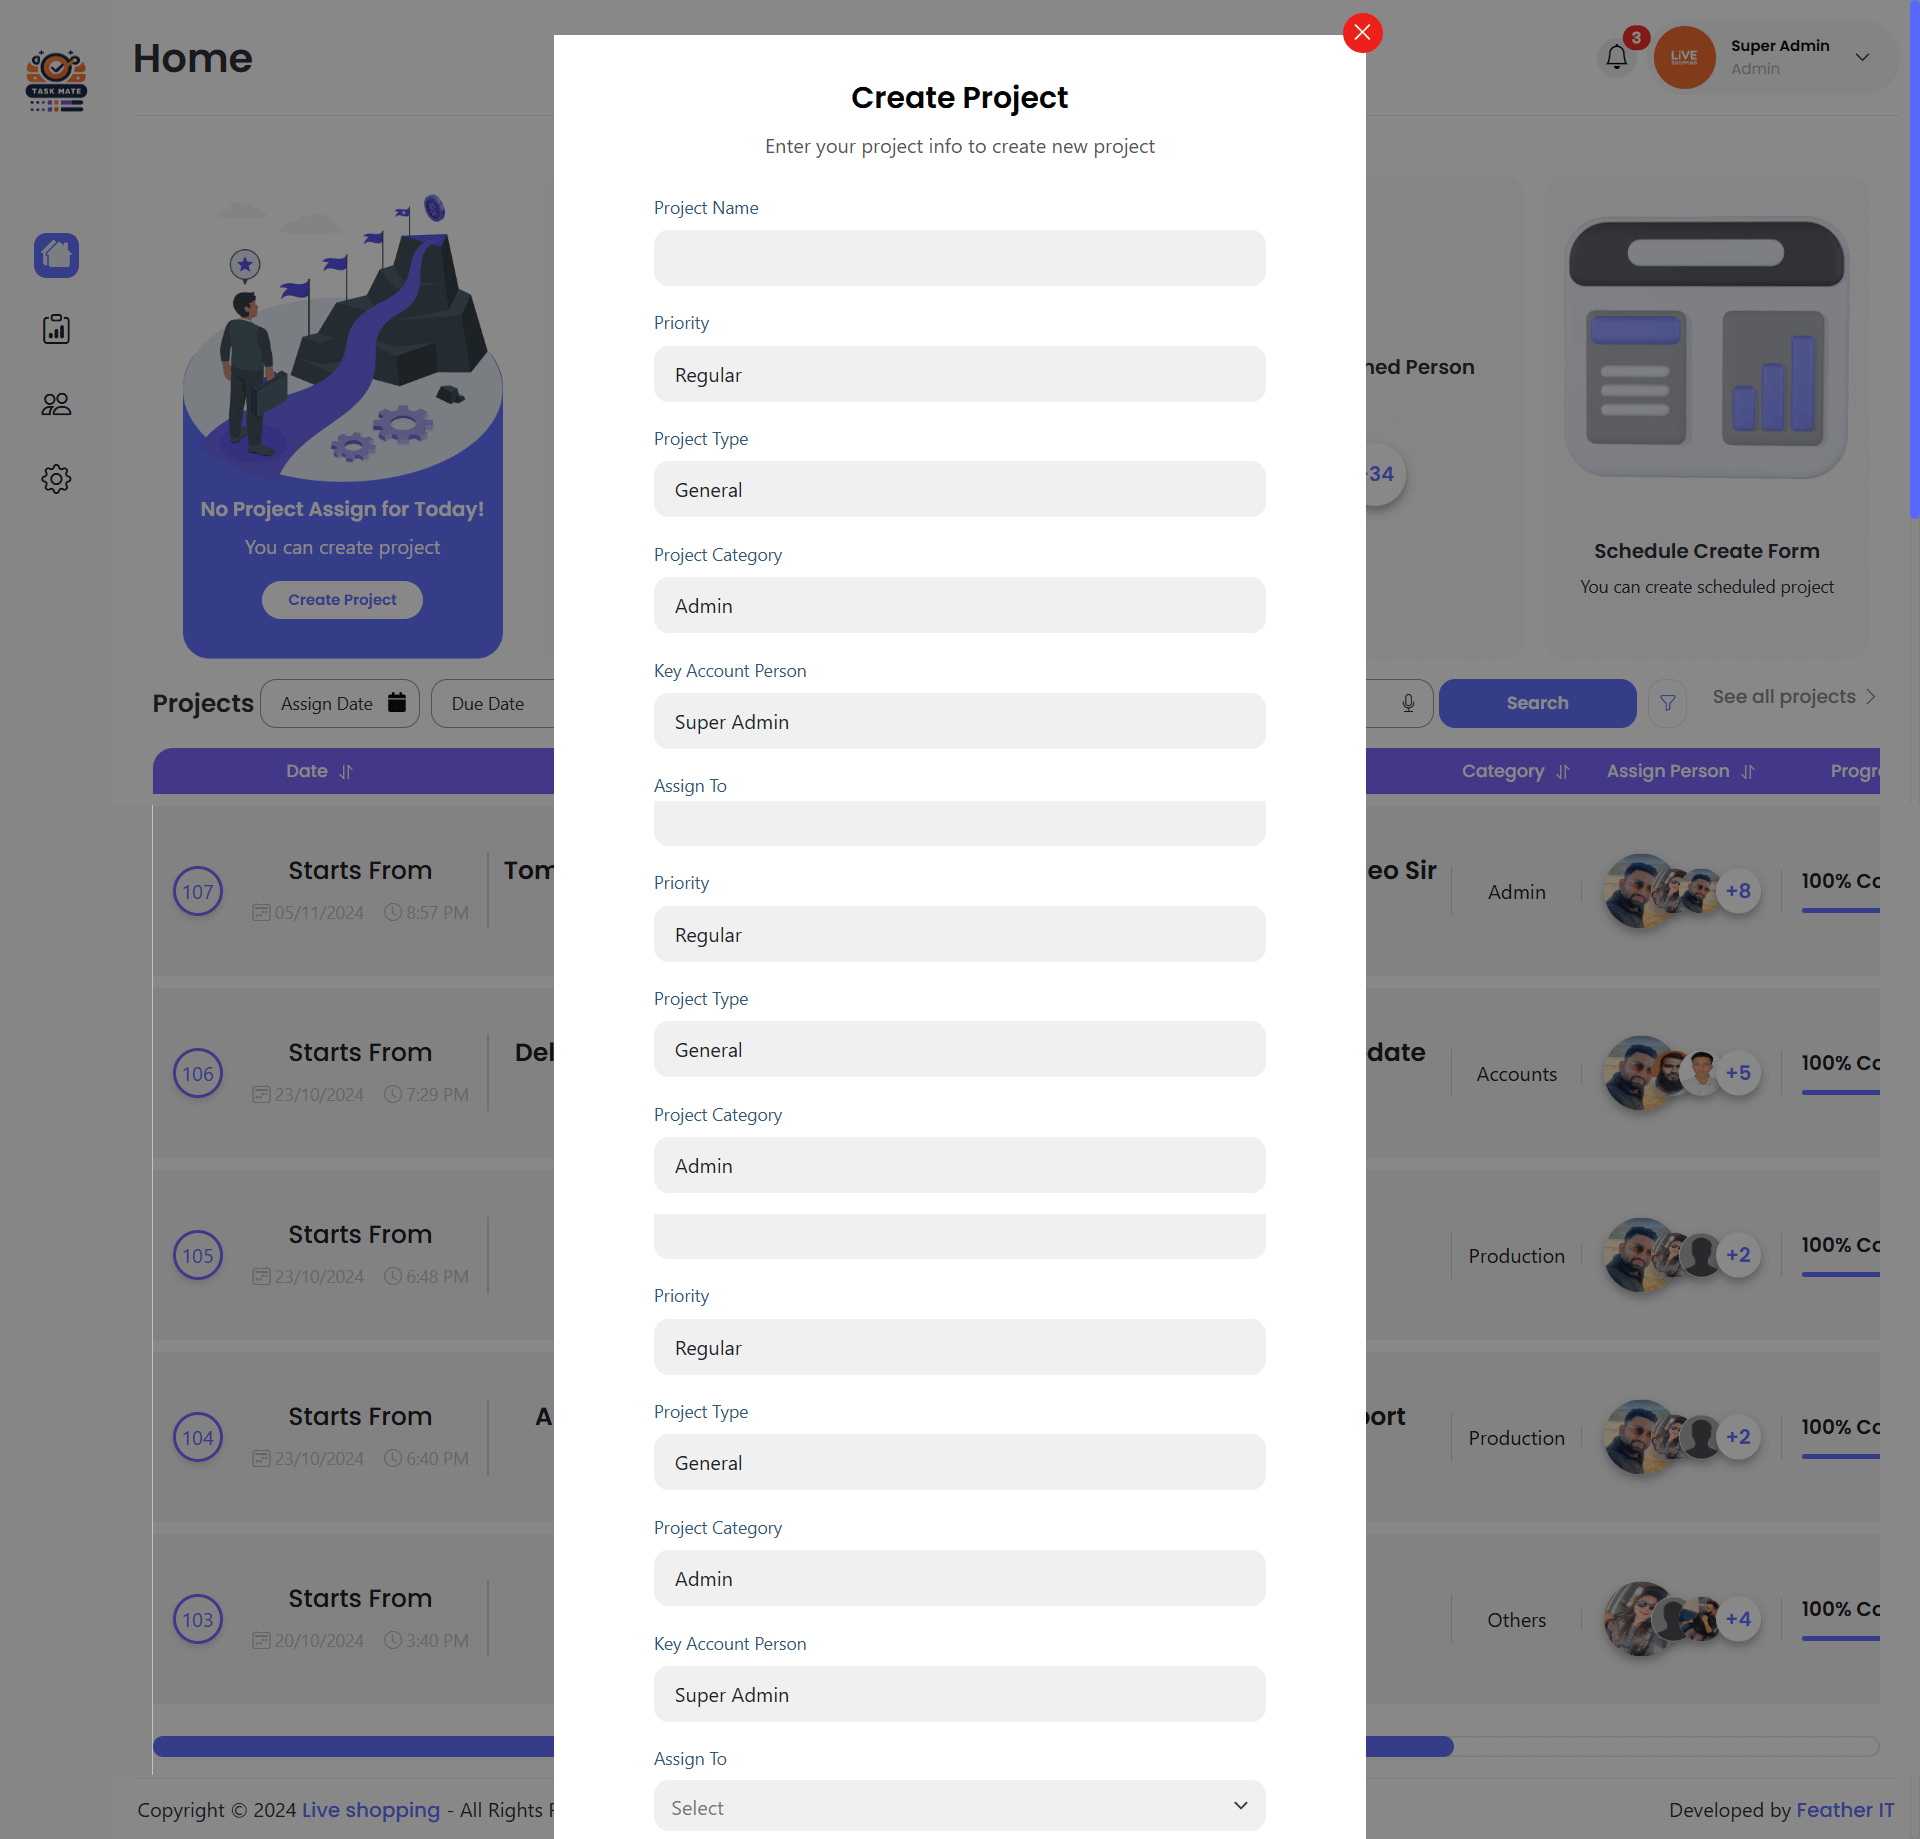 TASK MATE
Home
3
LiVE
SHOPPING
Super Admin
Admin
No Project Assign for Today!
You can create project
Create Project
ned Person
34
Schedule Create Form
You can create scheduled project
Projects
Assign Date
Due Date
Search
See all projects
Date
Category
Assign Person
Progr
107
Starts From
05/11/2024
8:57 PM
Tom
eo Sir
Admin
+8
100% Co
106
Starts From
23/10/2024
7:29 PM
Del
date
Accounts
+5
100% Co
105
Starts From
23/10/2024
6:48 PM
Production
+2
100% Co
104
Starts From
23/10/2024
6:40 PM
A
port
Production
+2
100% Co
103
Starts From
20/10/2024
3:40 PM
Others
+4
100% Co
Copyright © 2024 Live shopping - All Rights
Developed by Feather IT
Create Project
Enter your project info to create new project
Project Name
Priority
Regular
Project Type
General
Project Category
Admin
Key Account Person
Super Admin
Assign To
Priority
Regular
Project Type
General
Project Category
Admin
Priority
Regular
Project Type
General
Project Category
Admin
Key Account Person
Super Admin
Assign To
Select